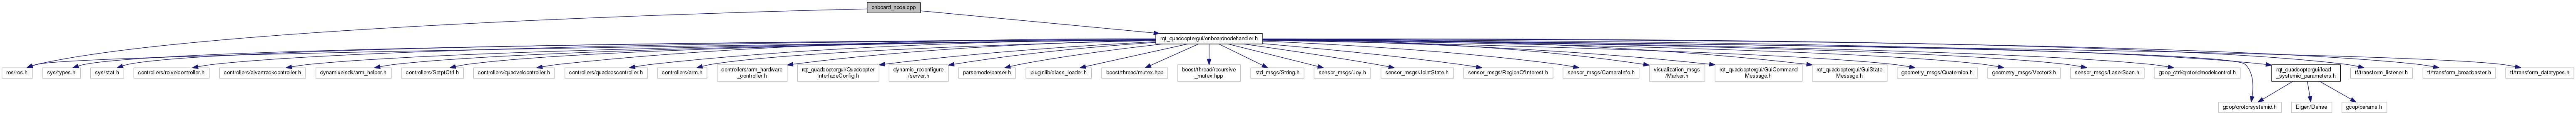 onboard_node.cpp
rqt_quadcoptergui/onboardnodehandler.h
ros/ros.h
sys/types.h
sys/stat.h
controllers/rovelcontroller.h
controllers/alvartrackcontroller.h
dynamixelsdk/arm_helper.h
controllers/SetptCtrl.h
controllers/quadvelcontroller.h
controllers/quadposcontroller.h
controllers/arm.h
controllers/arm_hardware
_controller.h
rqt_quadcoptergui/Quadcopter
InterfaceConfig.h
dynamic_reconfigure
/server.h
parsernode/parser.h
pluginlib/class_loader.h
boost/thread/mutex.hpp
boost/thread/recursive
_mutex.hpp
std_msgs/String.h
sensor_msgs/Joy.h
sensor_msgs/JointState.h
sensor_msgs/RegionOfInterest.h
sensor_msgs/CameraInfo.h
visualization_msgs
/Marker.h
rqt_quadcoptergui/GuiCommand
Message.h
rqt_quadcoptergui/GuiState
Message.h
geometry_msgs/Quaternion.h
geometry_msgs/Vector3.h
sensor_msgs/LaserScan.h
gcop_ctrl/qrotoridmodelcontrol.h
rqt_quadcoptergui/load
_systemid_parameters.h
tf/transform_listener.h
tf/transform_broadcaster.h
tf/transform_datatypes.h
gcop/qrotorsystemid.h
Eigen/Dense
gcop/params.h